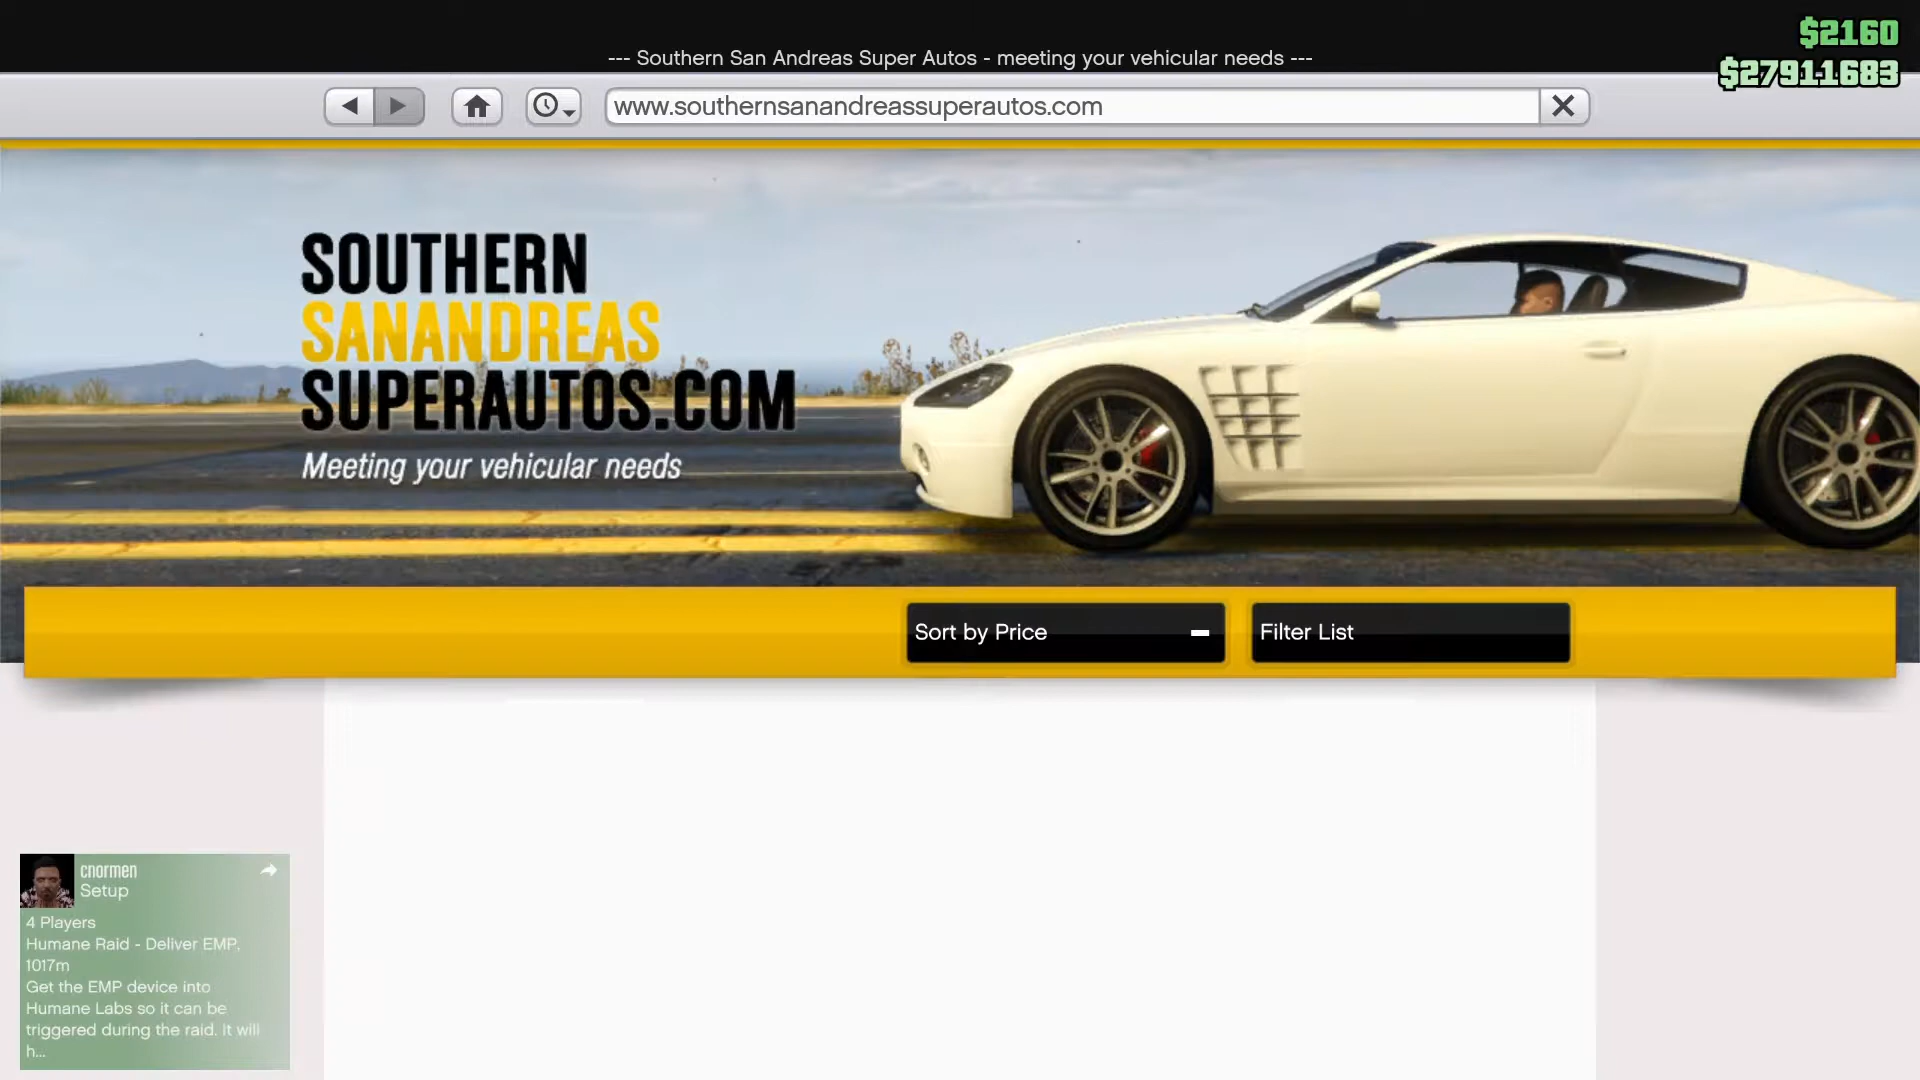 $2160
--- Southern San Andreas Super Autos - meeting your vehicular needs ---
$27911683
www.southernsanandreassuperautos.com
SOUTHERN
SANANDREAS
SUPERAUTOS.COM
Meeting your vehicular needs
Sort by Price
Filter List
cnormen
Setup
4 Players
Humane Raid - Deliver EMP,
1017m
Get the EMP device into
Humane Labs so it can be
triggered during the raid. It will
h...